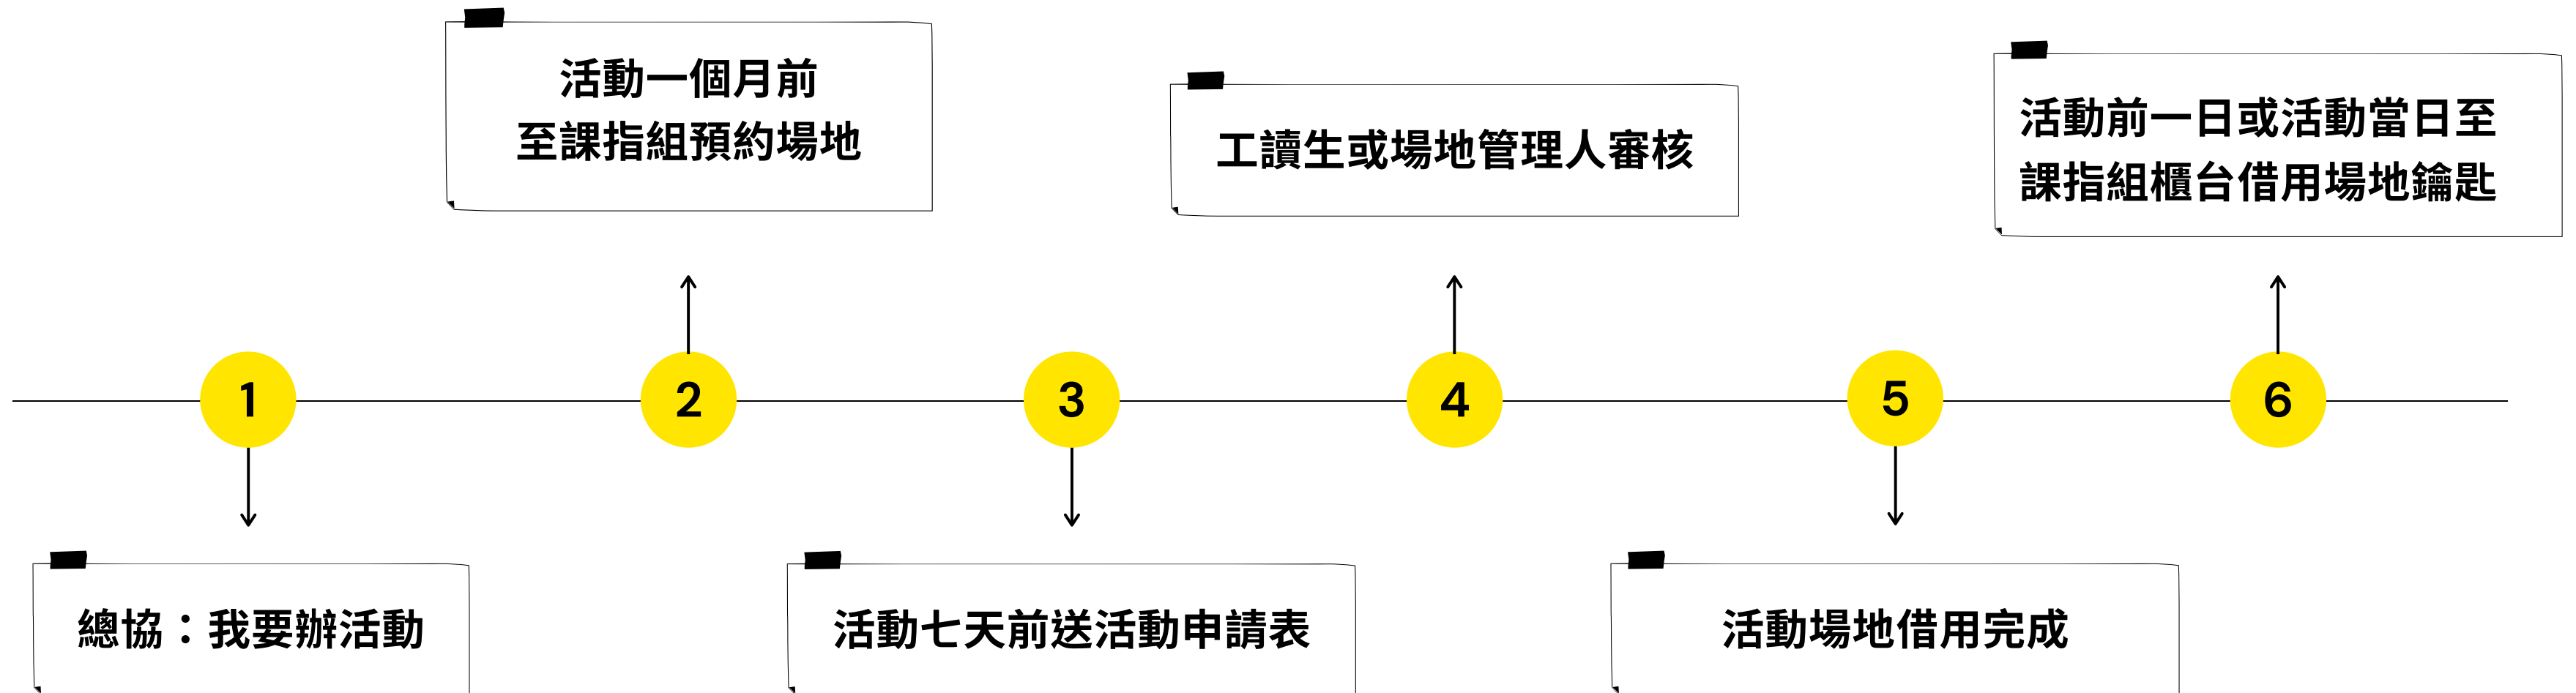 1
總協：我要辦活動
2
活動一個月前
至課指組預約場地
3
活動七天前送活動申請表
4
工讀生或場地管理人審核
5
活動場地借用完成
6
活動前一日或活動當日至
課指組櫃台借用場地鑰匙